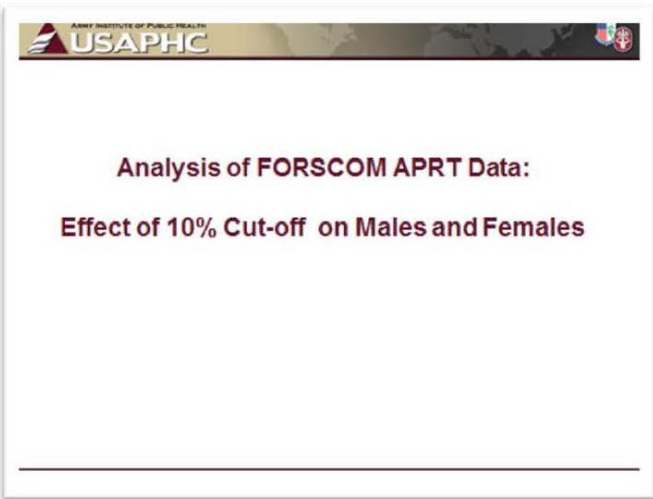 ARMY INSTITUTE OF PUBLIC HEALTH
USAPHC
Analysis of FORSCOM APRT Data:
Effect of 10% Cut-off on Males and Females